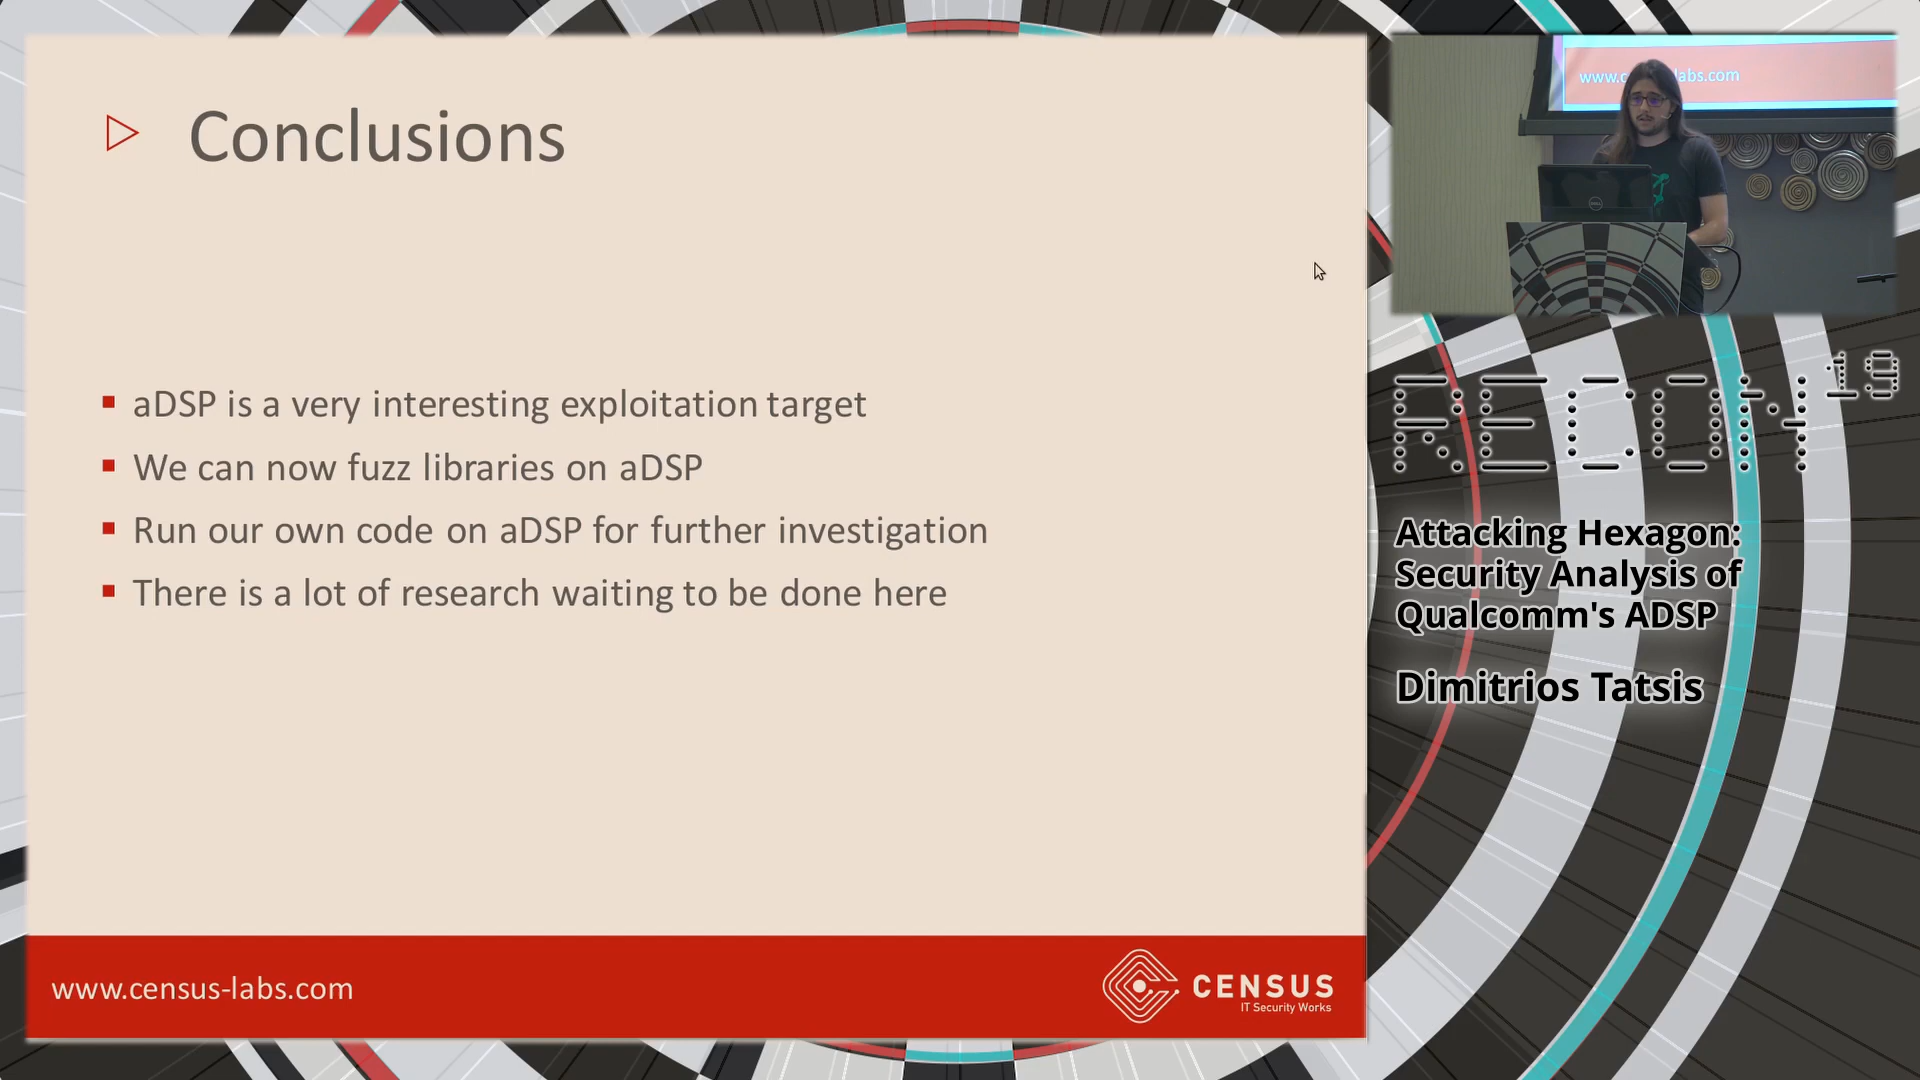 Conclusions
aDSP is a very interesting exploitation target
We can now fuzz libraries on aDSP
Run our own code on aDSP for further investigation
There is a lot of research waiting to be done here
www.census-labs.com
CENSUS
IT Security Works
RECON 19
Attacking Hexagon:
Security Analysis of
Qualcomm's ADSP
Dimitrios Tatsis